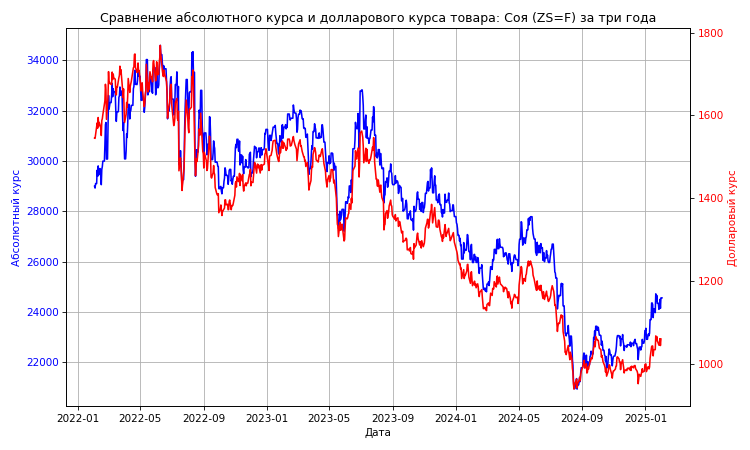 Сравнение абсолютного курса и долларового курса товара: Соя (ZS=F) за три года
Абсолютный курс
34000
32000
30000
28000
26000
24000
22000
1800
1600
1400
1200
1000
Долларовый курс
2022-01 2022-05 2022-09 2023-01 2023-05 2023-09 2024-01 2024-05 2024-09 2025-01
Дата